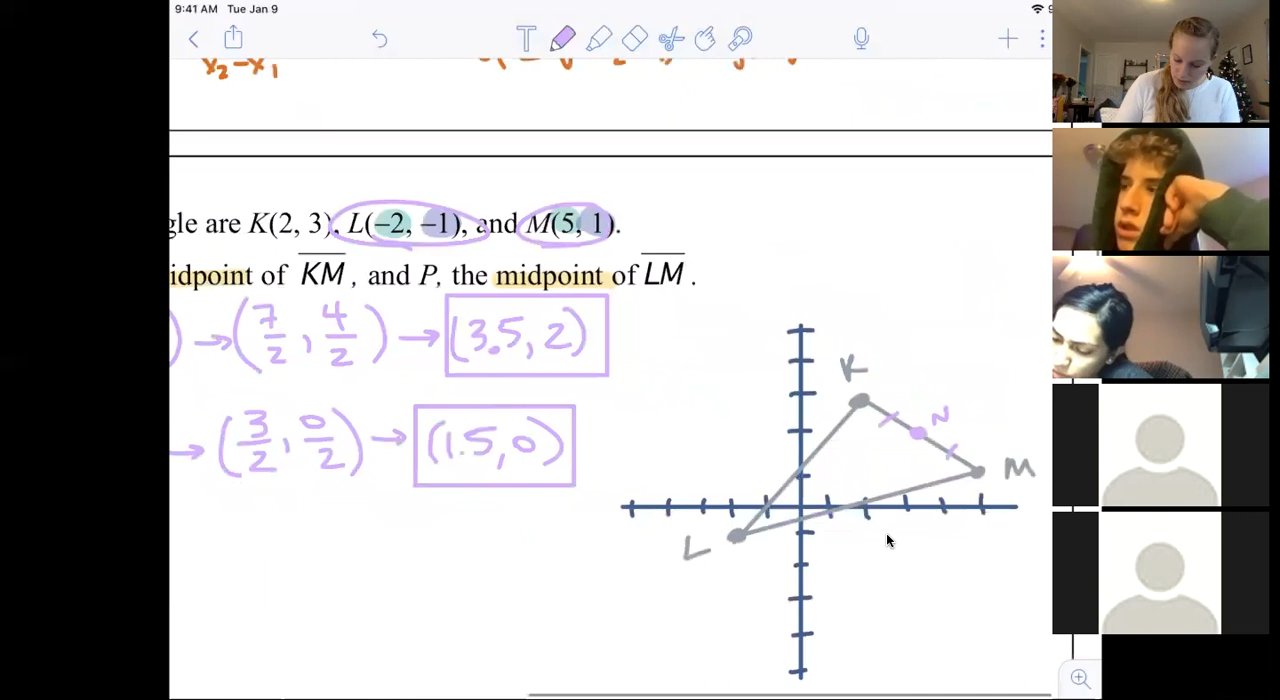 9:41 AM Tue Jan 9
x₂-x₁
gle are K(2, 3), L(−2, −1), and M(5, 1).
idpoint of KM, and P, the midpoint of LM.
) → (7/2, 4/2) → (3.5, 2)
→ (3/2, 0/2) → (1.5, 0)
K
N
M
L